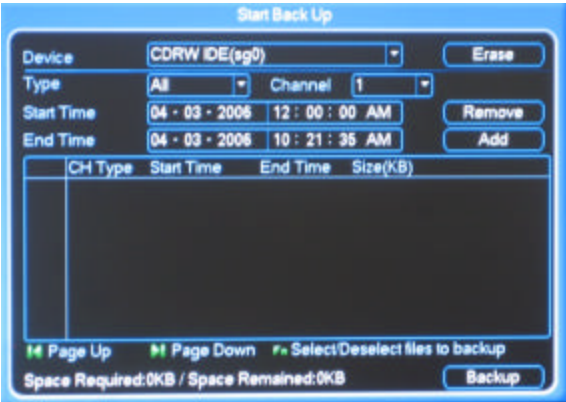 Start Back Up
Device CDRW IDE(sg0) Erase
Type All Channel 1
Start Time 04 - 03 - 2006 12 : 00 : 00 AM Remove
End Time 04 - 03 - 2006 10 : 21 : 35 AM Add
CH Type Start Time End Time Size(KB)
Page Up Page Down Fn Select/Deselect files to backup
Space Required:0KB / Space Remained:0KB Backup